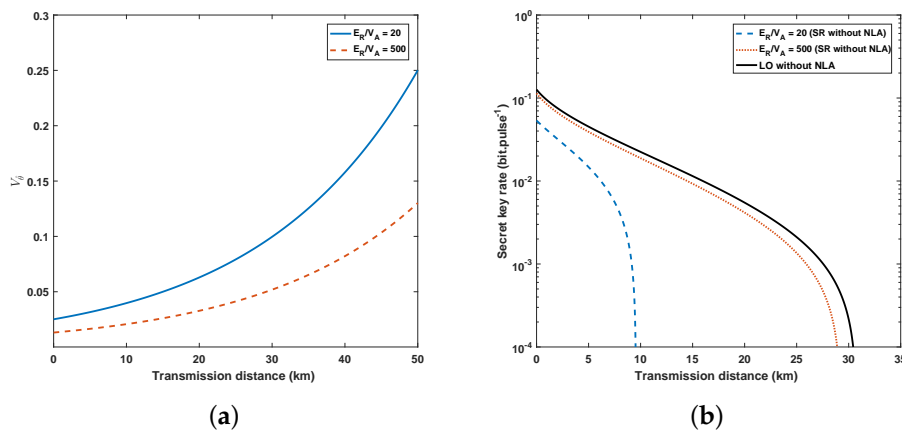 0.3
0.25
0.2
0.15
0.1
0.05
V_θ
0 10 20 30 40 50
Transmission distance (km)
E_R/V_A = 20
E_R/V_A = 500
(a)
10^0
10^-1
10^-2
10^-3
10^-4
Secret key rate (bit.pulse^-1)
0 5 10 15 20 25 30 35
Transmission distance (km)
E_R/V_A = 20 (SR without NLA)
E_R/V_A = 500 (SR without NLA)
LO without NLA
(b)